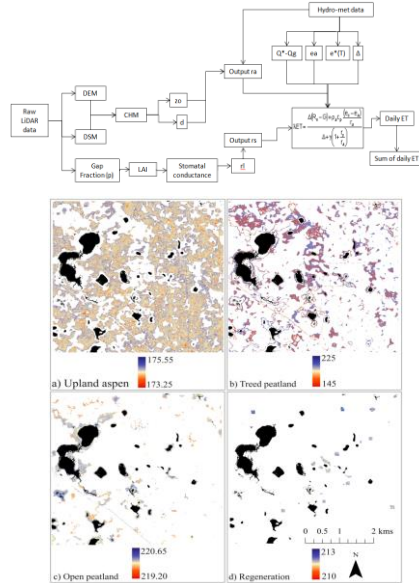 Hydro-met data
Q*-Qg
ea
e*(T)
Δ
Output ra
zo
d
DEM
DSM
CHM
Raw
LiDAR
data
Gap
Fraction (p)
LAI
Stomatal
conductance
rl
Output rs
Daily ET
Sum of daily ET
175.55
173.25
a) Upland aspen
225
145
b) Treed peatland
220.65
219.20
c) Open peatland
0 0.5 1 2 kms
N
213
210
d) Regeneration